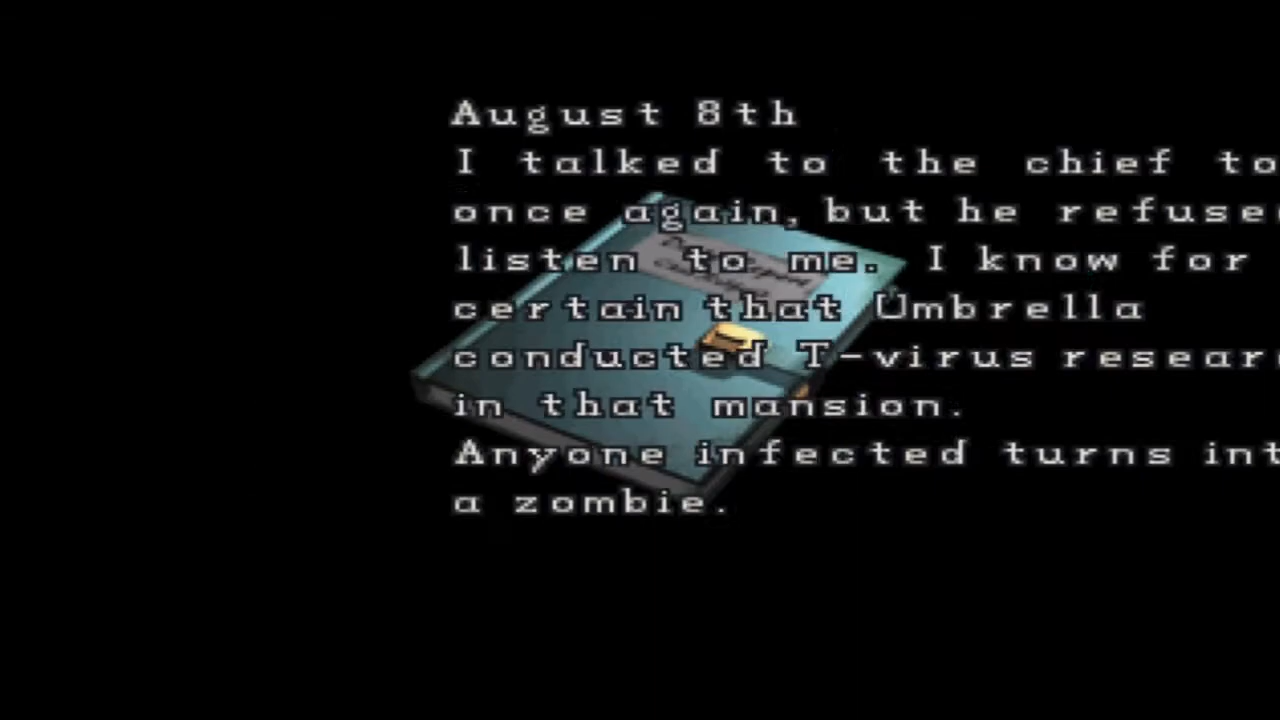 August 8th
I talked to the chief to
once again, but he refuse
listen to me. I know for
certain that Umbrella
conducted T-virus resear
in that mansion.
Anyone infected turns int
a zombie.